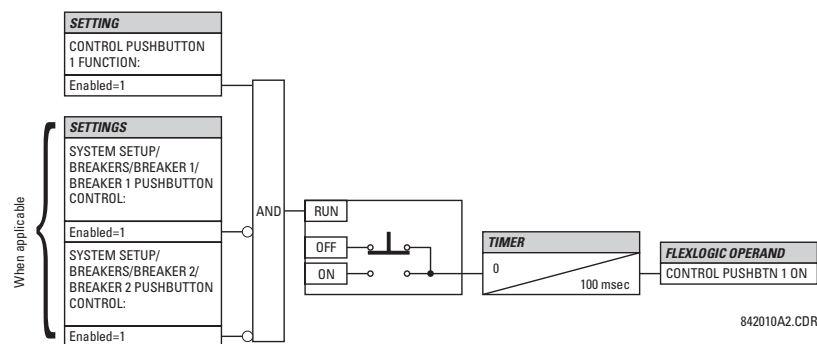 SETTING
CONTROL PUSHBUTTON
1 FUNCTION:
Enabled=1
When applicable
SETTINGS
SYSTEM SETUP/
BREAKERS/BREAKER 1/
BREAKER 1 PUSHBUTTON
CONTROL:
Enabled=1
SYSTEM SETUP/
BREAKERS/BREAKER 2/
BREAKER 2 PUSHBUTTON
CONTROL:
Enabled=1
AND
RUN
OFF
ON
TIMER
0
100 msec
FLEXLOGIC OPERAND
CONTROL PUSHBTN 1 ON
842010A2.CDR